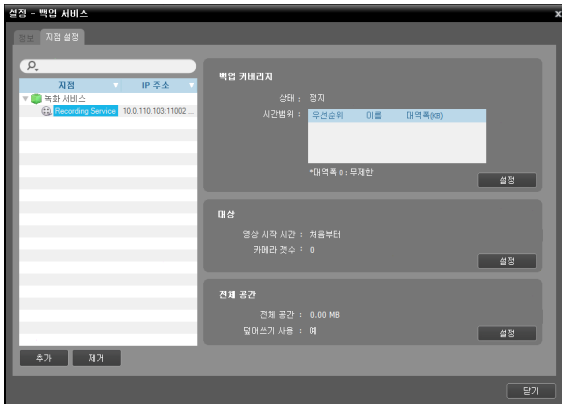 설정 - 백업 서비스
x
정보 지점 설정
지점 IP 주소
녹화 서비스
Recording Service 10.0.110.103:11002 ...
추가 제거
백업 커버리지
상태 : 정지
시간범위 : 우선순위 이름 대역폭(KB)
*대역폭 0 : 무제한
설정
대상
영상 시작 시간 : 처음부터
카메라 갯수 : 0
설정
전체 공간
전체 공간 : 0.00 MB
덮어쓰기 사용 : 예
설정
닫기